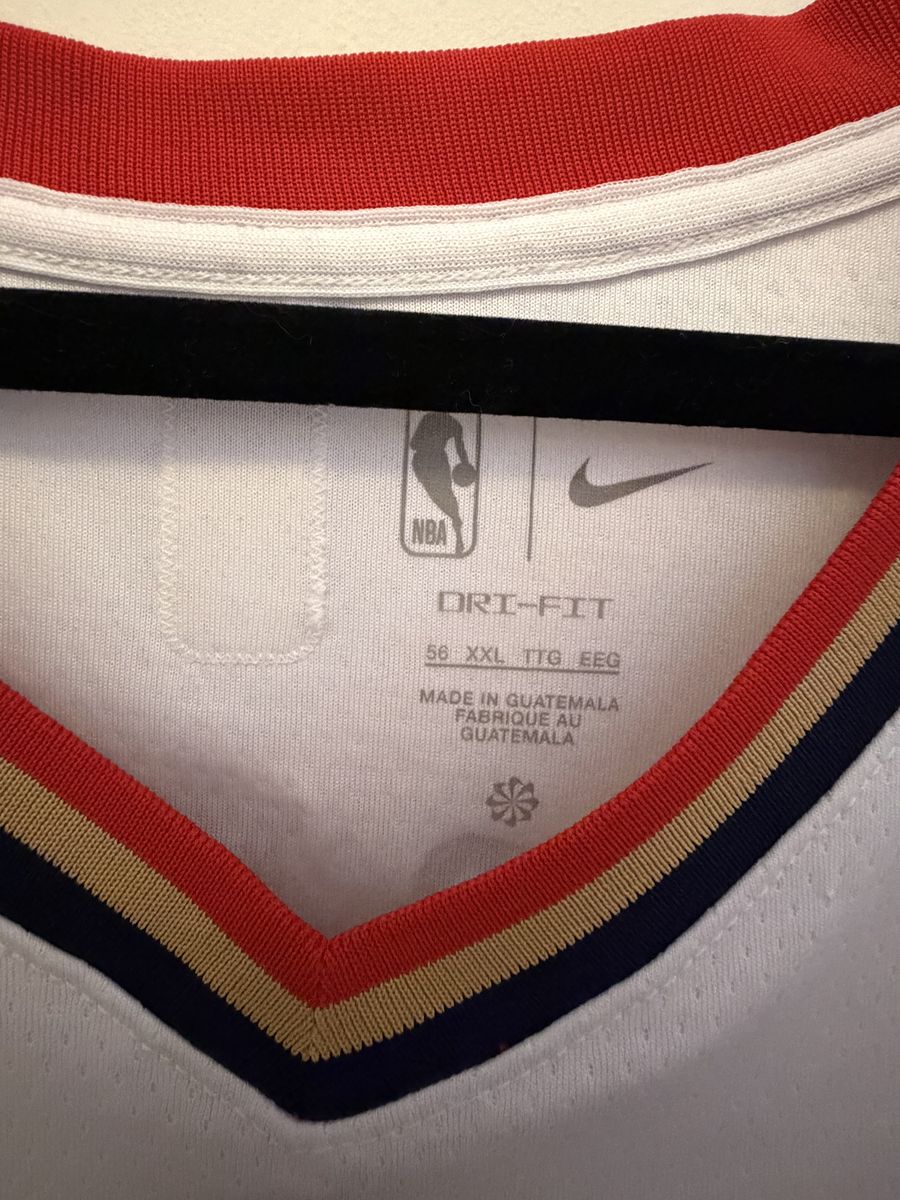 NBA
DRI-FIT
56 XXL TTG EEG
MADE IN GUATEMALA
FABRIQUE AU
GUATEMALA